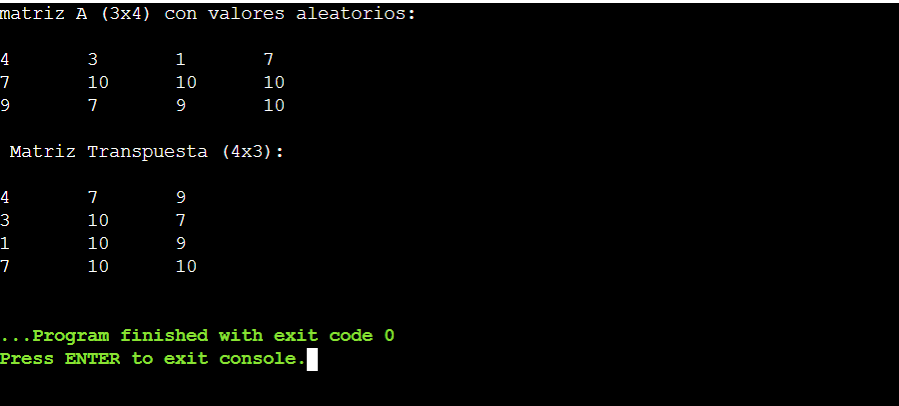 matriz A (3x4) con valores aleatorios:
4 3 1 7
7 10 10 10
9 7 9 10
Matriz Transpuesta (4x3):
4 7 9
3 10 7
1 10 9
7 10 10
...Program finished with exit code 0
Press ENTER to exit console.